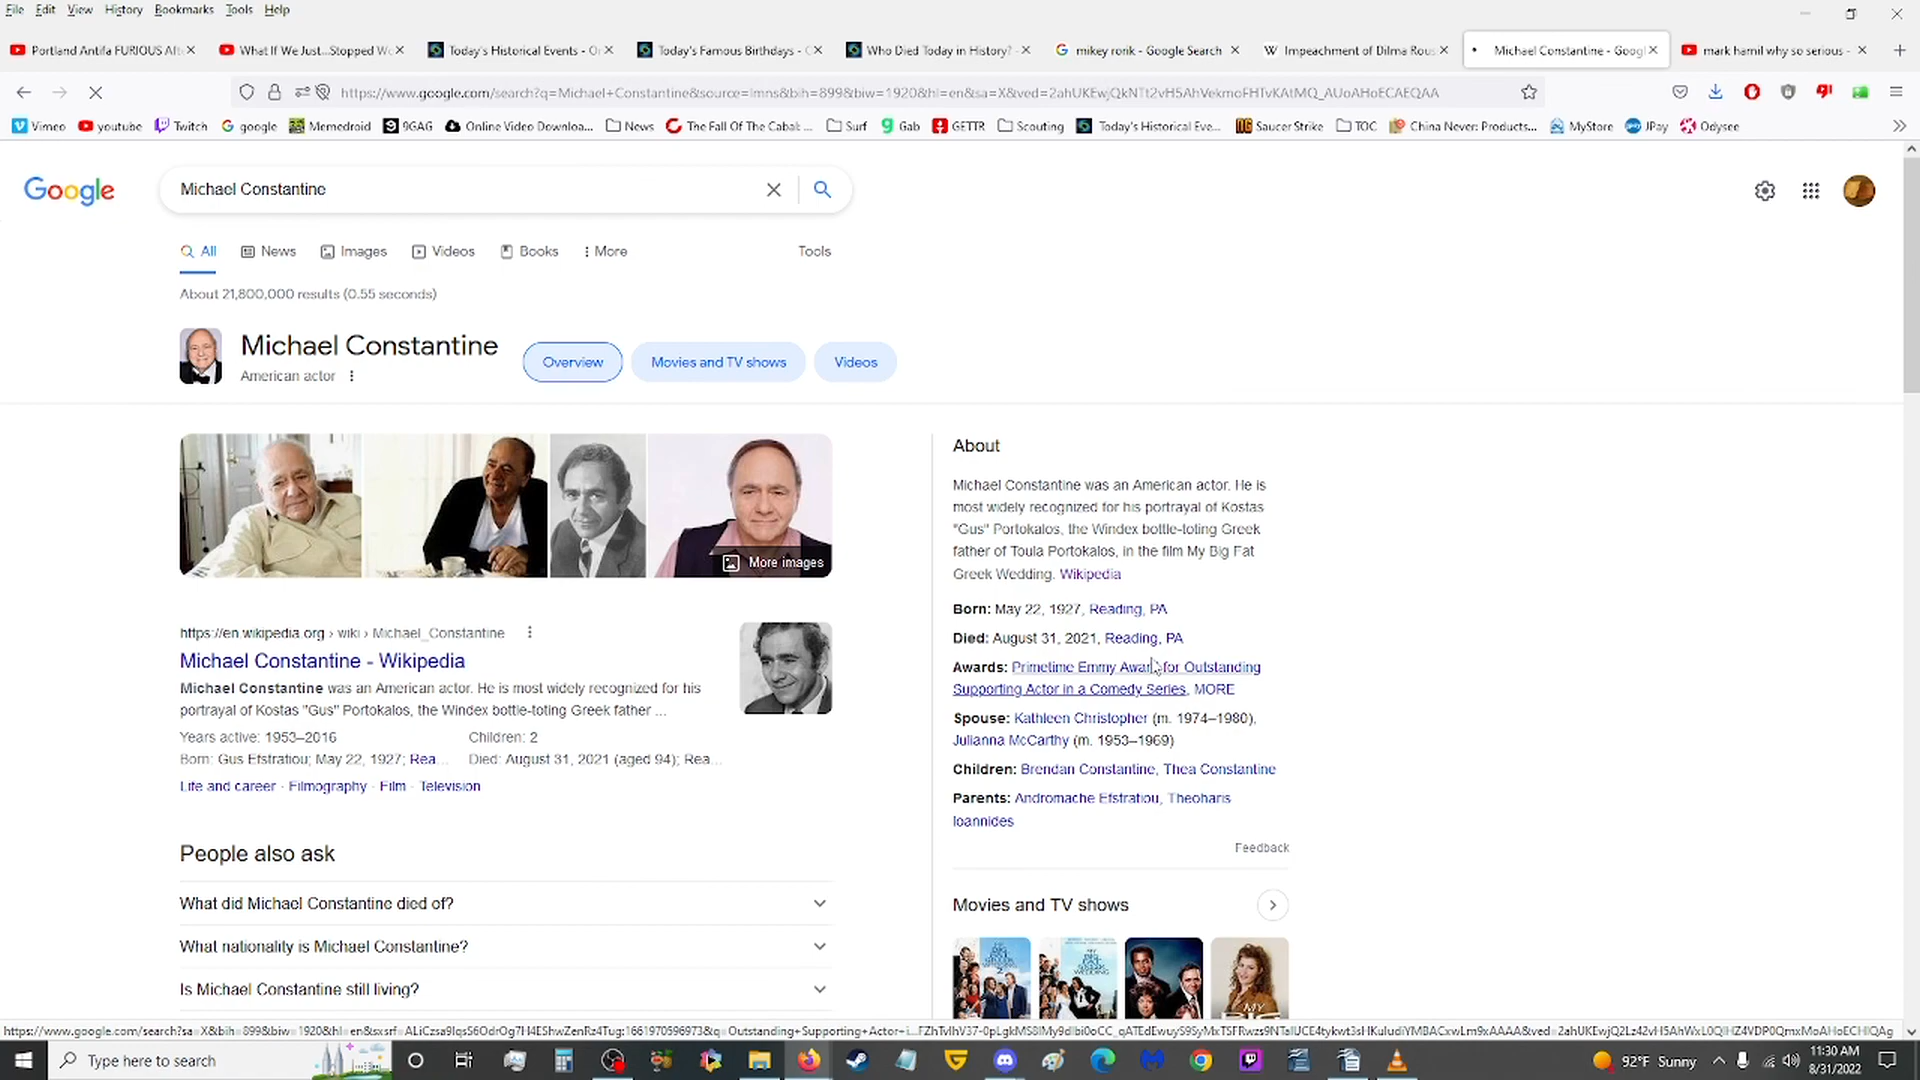 File Edit View History Bookmarks Tools Help
Portland Antifa FURIOUS Aft
What If We Just...Stopped Wo
Today's Historical Events - O
Today's Famous Birthdays - O
Who Died Today in History? -
mikey rorik - Google Search
Impeachment of Dilma Rous
Michael Constantine - Googl
mark hamil why so serious -
Vimeo youtube Twitch google Memedroid 9GAG Online Video Downloa... News The Fall Of The Cabal: ... Surf Gab GETTR Scouting Today's Historical Eve... Saucer Strike TOC China Never: Products... MyStore JPay Odysee
Google
Michael Constantine
All News Images Videos Books More Tools
About 21,800,000 results (0.55 seconds)
Michael Constantine
American actor
Overview Movies and TV shows Videos
More images
https://en.wikipedia.org › wiki › Michael_Constantine
Michael Constantine - Wikipedia
Michael Constantine was an American actor. He is most widely recognized for his
portrayal of Kostas "Gus" Portokalos, the Windex bottle-toting Greek father ...
Years active: 1953–2016 Children: 2
Born: Gus Efstratiou; May 22, 1927; Rea... Died: August 31, 2021 (aged 94); Rea...
Life and career · Filmography · Film · Television
People also ask
What did Michael Constantine died of?
What nationality is Michael Constantine?
Is Michael Constantine still living?
About
Michael Constantine was an American actor. He is
most widely recognized for his portrayal of Kostas
"Gus" Portokalos, the Windex bottle-toting Greek
father of Toula Portokalos, in the film My Big Fat
Greek Wedding. Wikipedia
Born: May 22, 1927, Reading, PA
Died: August 31, 2021, Reading, PA
Awards: Primetime Emmy Award for Outstanding
Supporting Actor in a Comedy Series, MORE
Spouse: Kathleen Christopher (m. 1974–1980),
Julianna McCarthy (m. 1953–1969)
Children: Brendan Constantine, Thea Constantine
Parents: Andromache Efstratiou, Theoharis
Ioannides
Feedback
Movies and TV shows
Type here to search
92°F Sunny
11:30 AM
8/31/2022